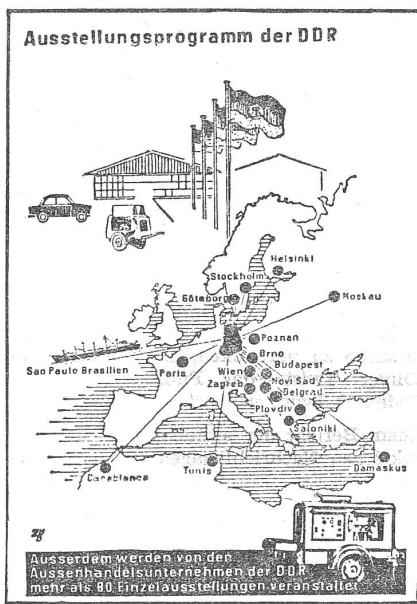 Ausstellungsprogramm der DDR
Helsinki
Stockholm
Göteborg
Moskau
Poznan
Brno
Sao Paulo Brasilien
Paris
Wien
Budapest
Zagreb
Novi Sad
Belgrad
Plovdiv
Saloniki
Casablanca
Tunis
Damaskus
Ausserdem werden von den
Aussenhandelsunternehmen der DDR
mehr als 80 Einzelausstellungen veranstaltet